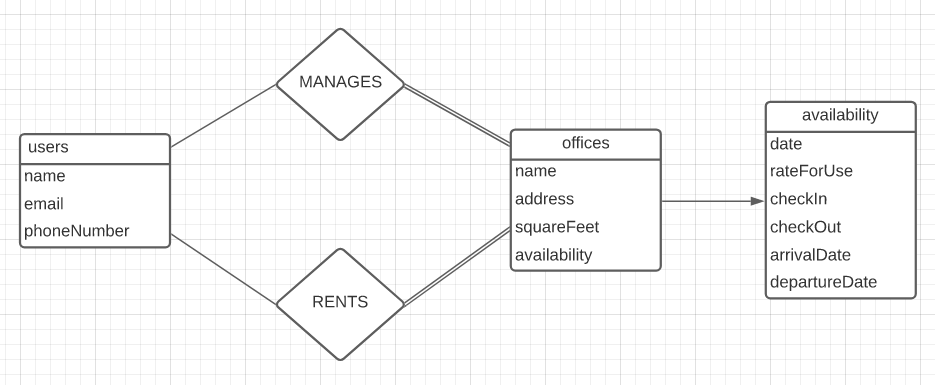 MANAGES
users
name
email
phoneNumber
offices
name
address
squareFeet
availability
availability
date
rateForUse
checkIn
checkOut
arrivalDate
departureDate
RENTS